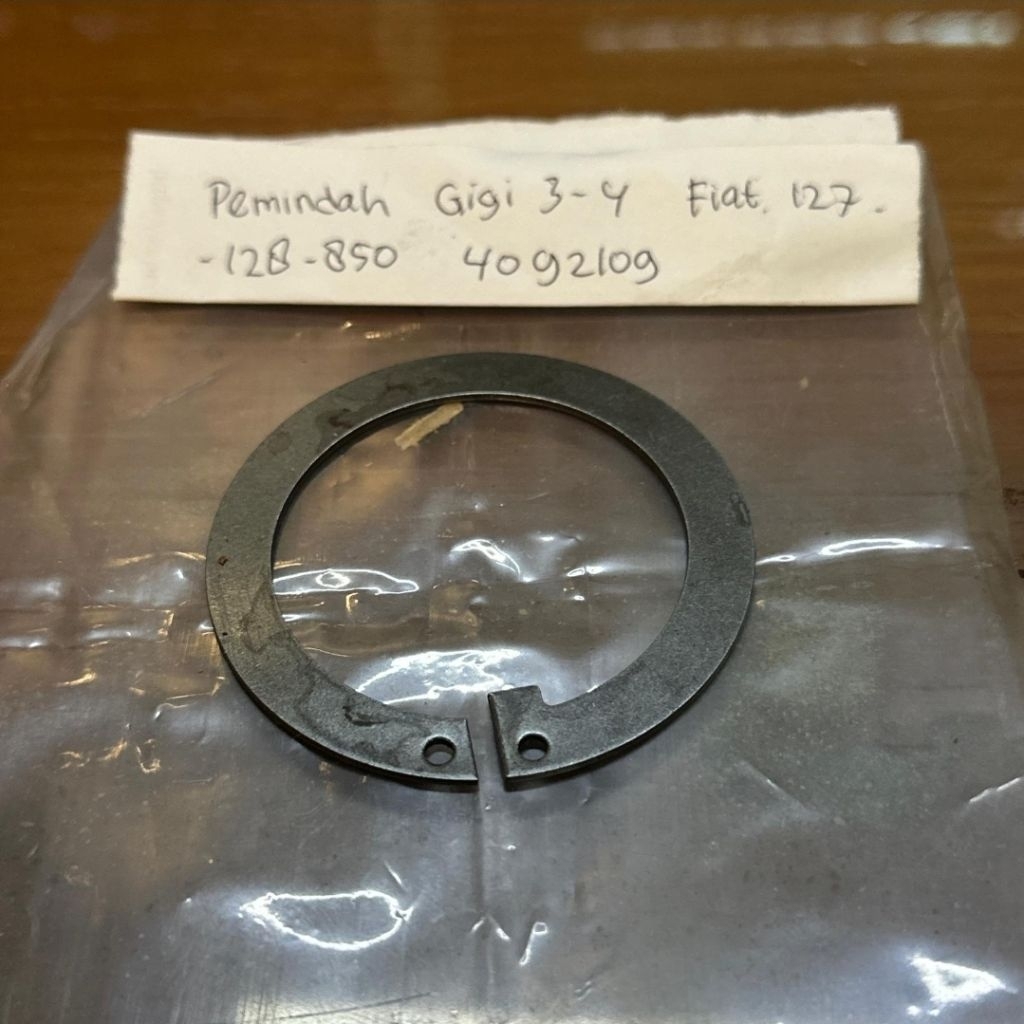 Pemindah Gigi 3-4 Fiat. 127.
-128-850 4092109